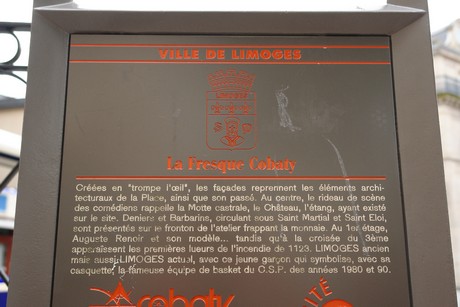 VILLE DE LIMOGES
LIMOGES
S P
La Fresque Cobaty
Créées en "trompe l'œil", les façades reprennent les éléments archi-
tecturaux de la Place, ainsi que son passé. Au centre, le rideau de scène
des comédiens rappelle la Motte castrale, le Château, l'étang, ayant existé
sur le site. Deniers et Barbarins, circulant sous Saint Martial et Saint Eloi,
sont présentés sur le fronton de l'atelier frappant la monnaie. Au 1er étage,
Auguste Renoir et son modèle... tandis qu'à la croisée du 3ème
apparaissent les premières lueurs de l'incendie de 1123. LIMOGES ancien
mais aussi LIMOGES actuel, avec ce jeune garçon qui symbolise, avec sa
casquette, la fameuse équipe de basket du C.S.P. des années 1980 et 90.
cobaty
ITÉ